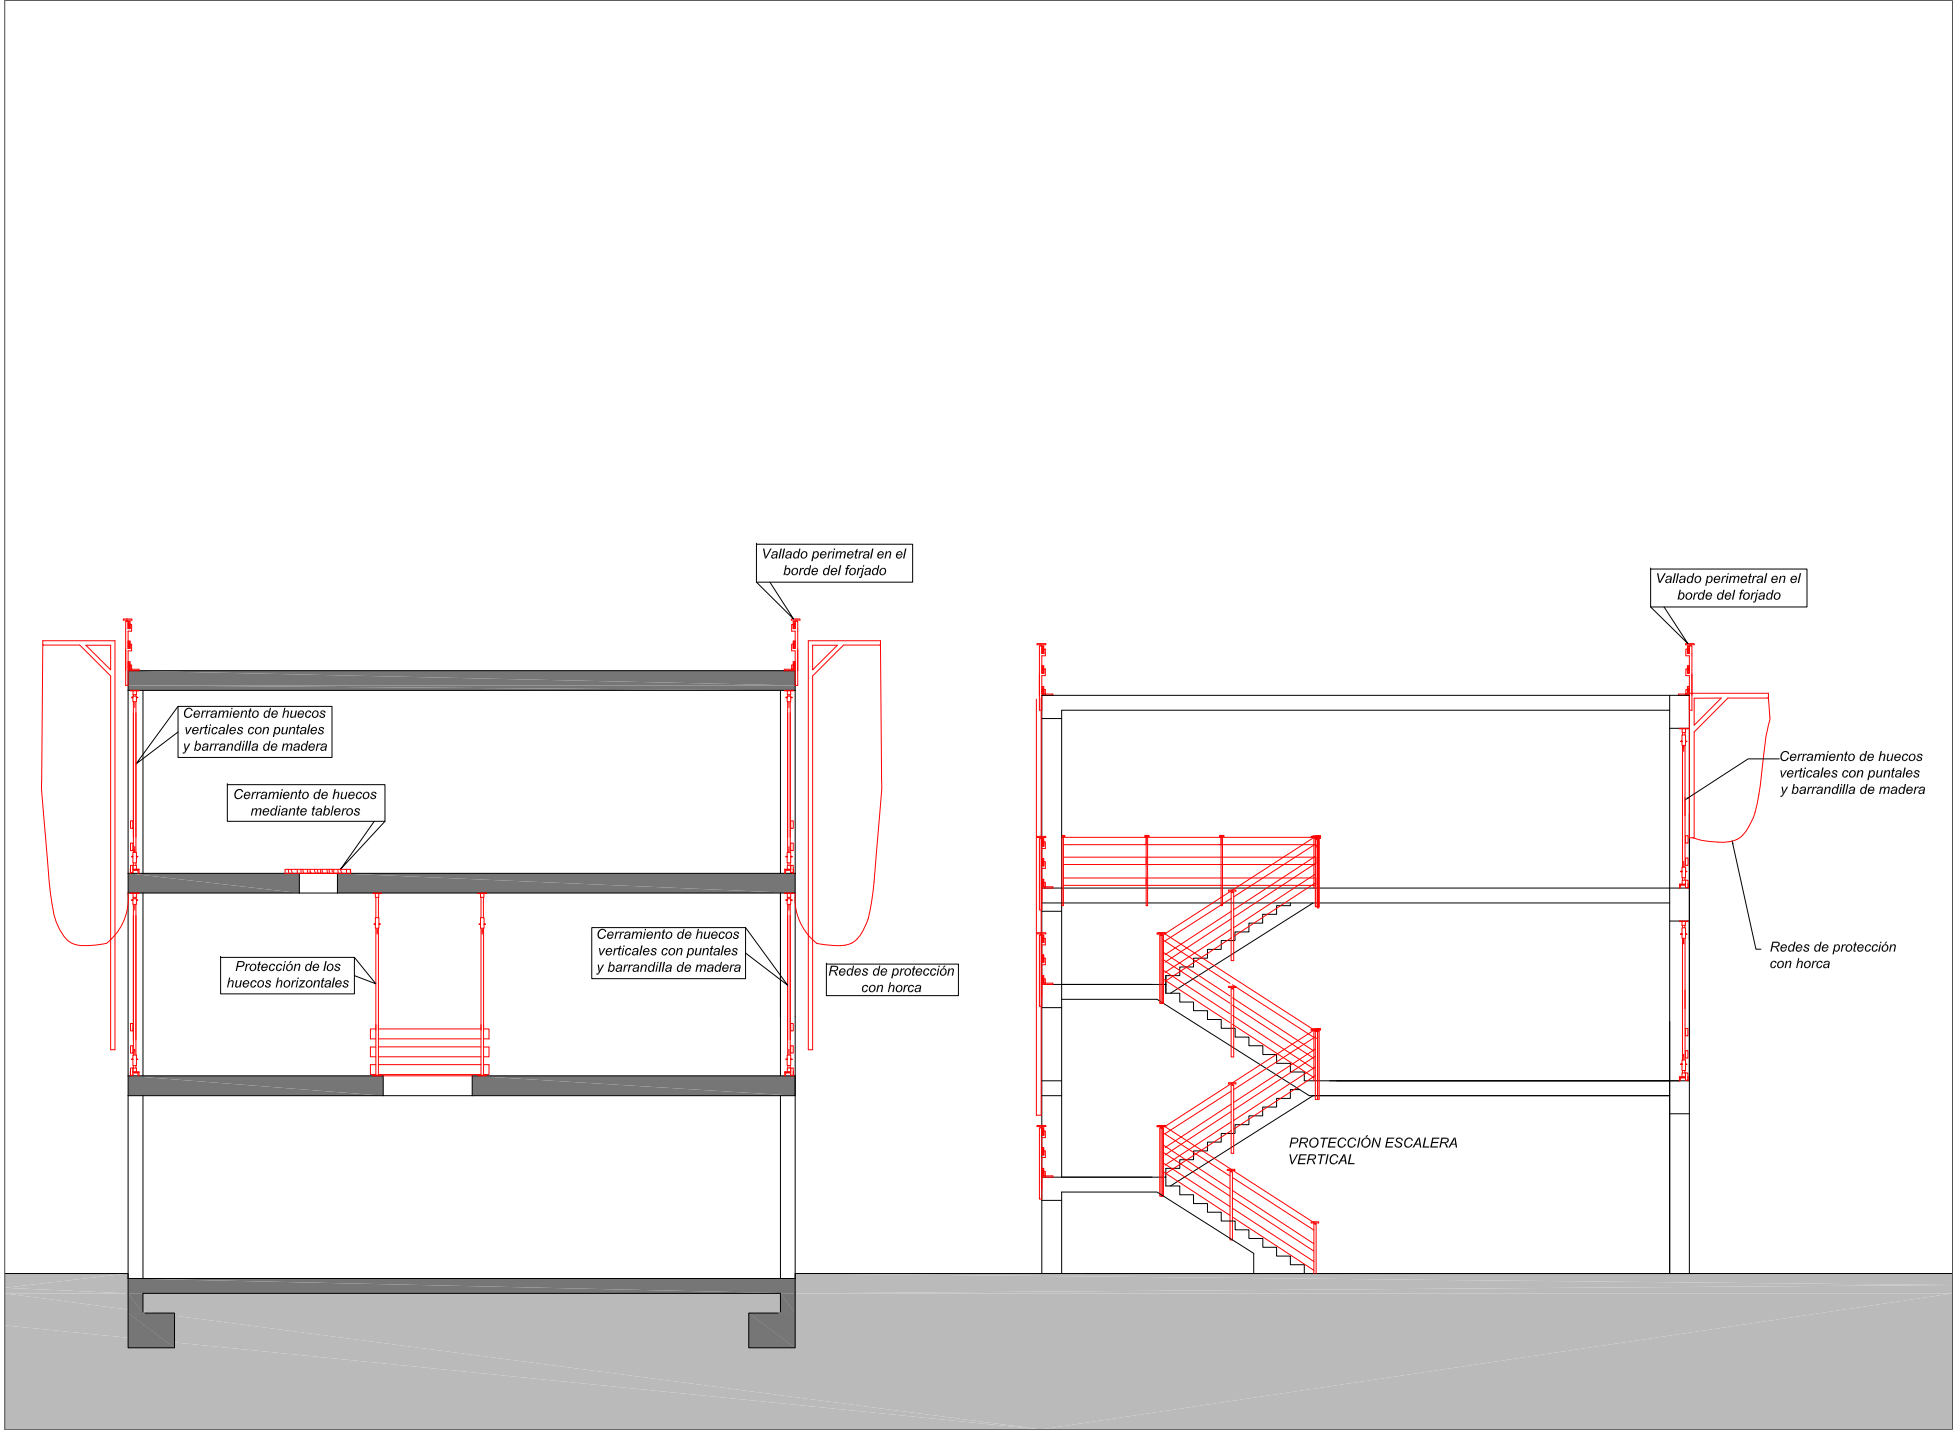 Vallado perimetral en el
borde del forjado
Cerramiento de huecos
verticales con puntales
y barrandilla de madera
Cerramiento de huecos
mediante tableros
Protección de los
huecos horizontales
Cerramiento de huecos
verticales con puntales
y barrandilla de madera
Redes de protección
con horca
Vallado perimetral en el
borde del forjado
Cerramiento de huecos
verticales con puntales
y barrandilla de madera
Redes de protección
con horca
PROTECCIÓN ESCALERA
VERTICAL